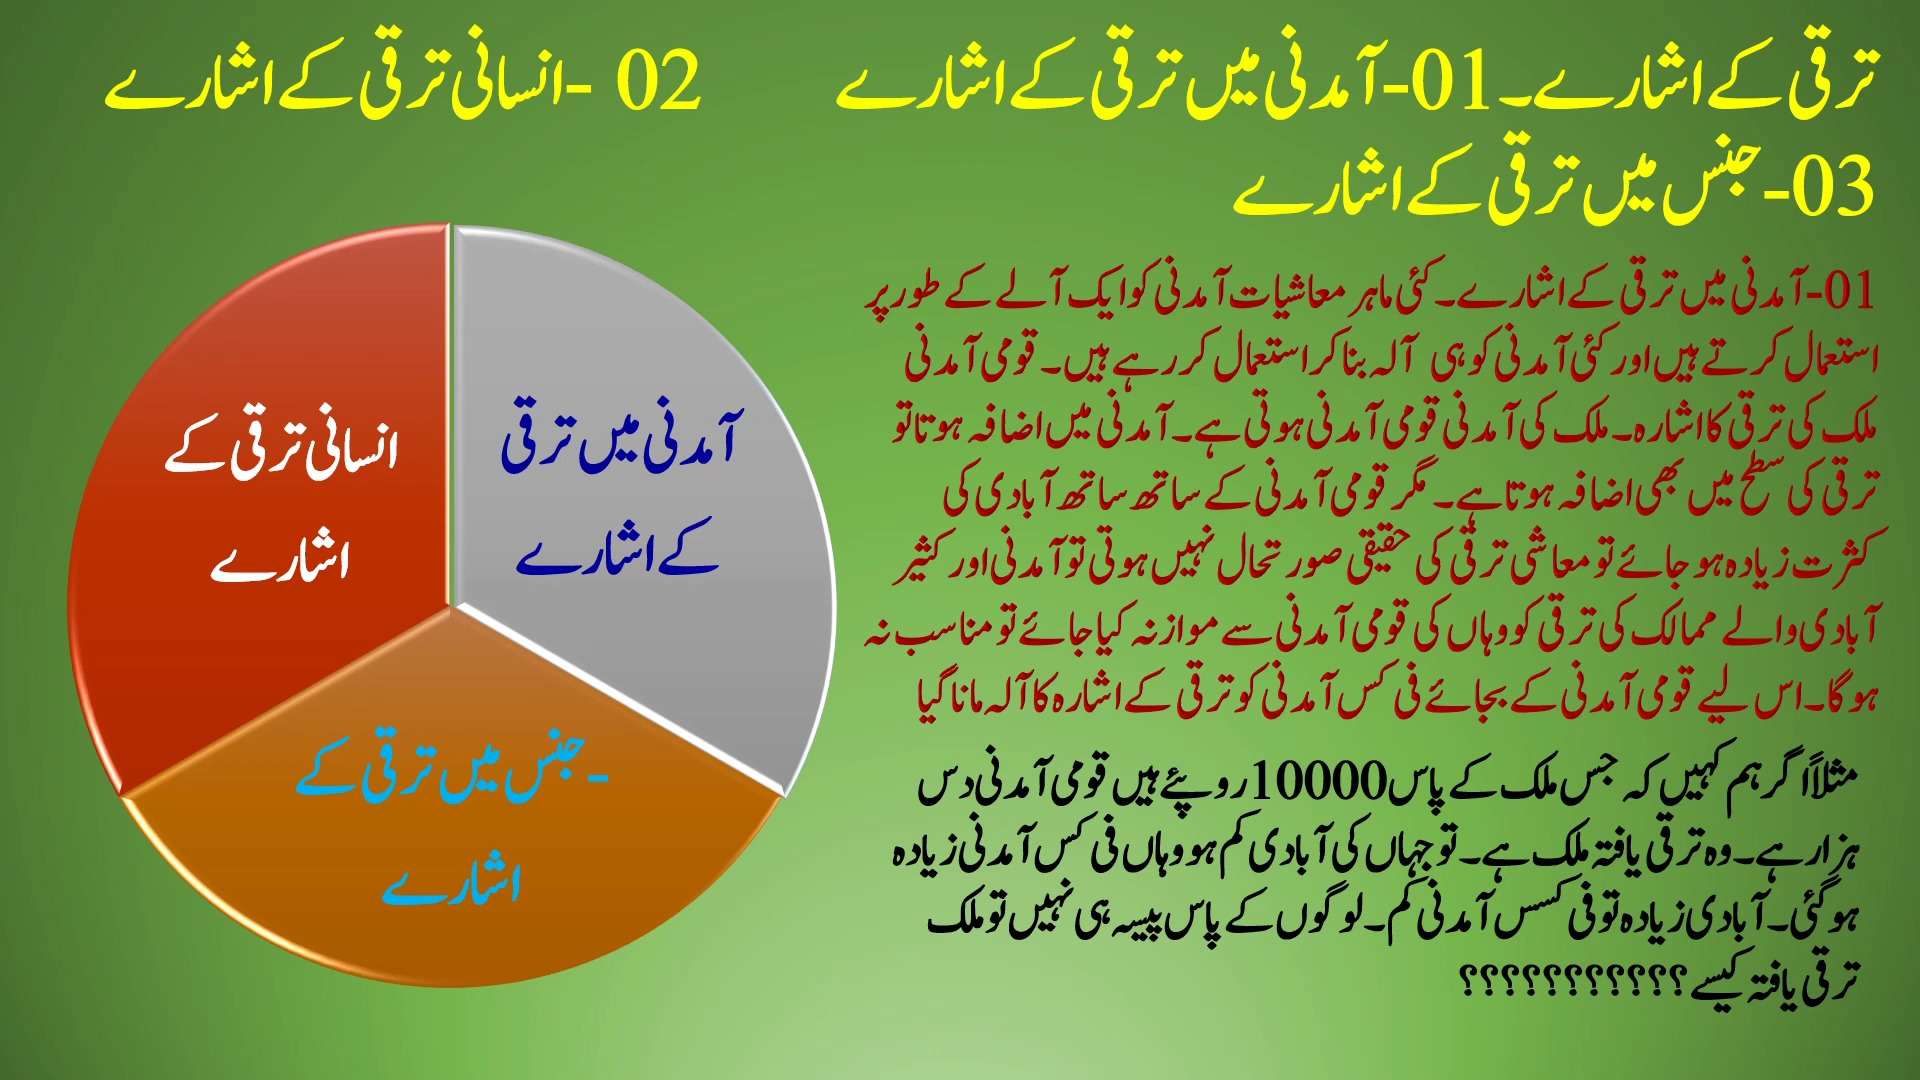 ترقی کے اشارے۔01-آمدنی میں ترقی کے اشارے 02 -انسانی ترقی کے اشارے
03-جنس میں ترقی کے اشارے
01-آمدنی میں ترقی کے اشارے۔کئی ماہر معاشیات آمدنی کوایک آلے کے طور پر
استعمال کرتے ہیں اور کئی آمدنی کو ہی آلہ بنا کر استعمال کر رہے ہیں۔ قومی آمدنی
ملک کی ترقی کا اشارہ۔ملک کی آمدنی قومی آمدنی ہوتی ہے۔آمدنی میں اضافہ ہوتا تو
ترقی کی سطح میں بھی اضافہ ہوتا ہے۔ مگر قومی آمدنی کے ساتھ ساتھ آبادی کی
کثرت زیادہ ہو جائے تو معاشی ترقی کی حقیقی صورتحال نہیں ہوتی تو آمدنی اور کثیر
آبادی والے ممالک کی ترقی کو وہاں کی قومی آمدنی سے موازنہ کیا جائے تو مناسب نہ
ہوگا۔اس لیے قومی آمدنی کے بجائے فی کس آمدنی کو ترقی کے اشارہ کا آلہ مانا گیا
مثلاًاگر ہم کہیں کہ جس ملک کے پاس10000روپئے ہیں قومی آمدنی دس
ہزار ہے۔وہ ترقی یافتہ ملک ہے۔تو جہاں کی آبادی کم ہو وہاں فی کس آمدنی زیادہ
ہوگئی۔آبادی زیادہ تو فی کسس آمدنی کم۔لوگوں کے پاس پیسہ ہی نہیں تو ملک
ترقی یافتہ کیسے ؟؟؟؟؟؟؟؟؟؟؟
آمدنی میں ترقی
کے اشارے
انسانی ترقی کے
اشارے
-جنس میں ترقی کے
اشارے